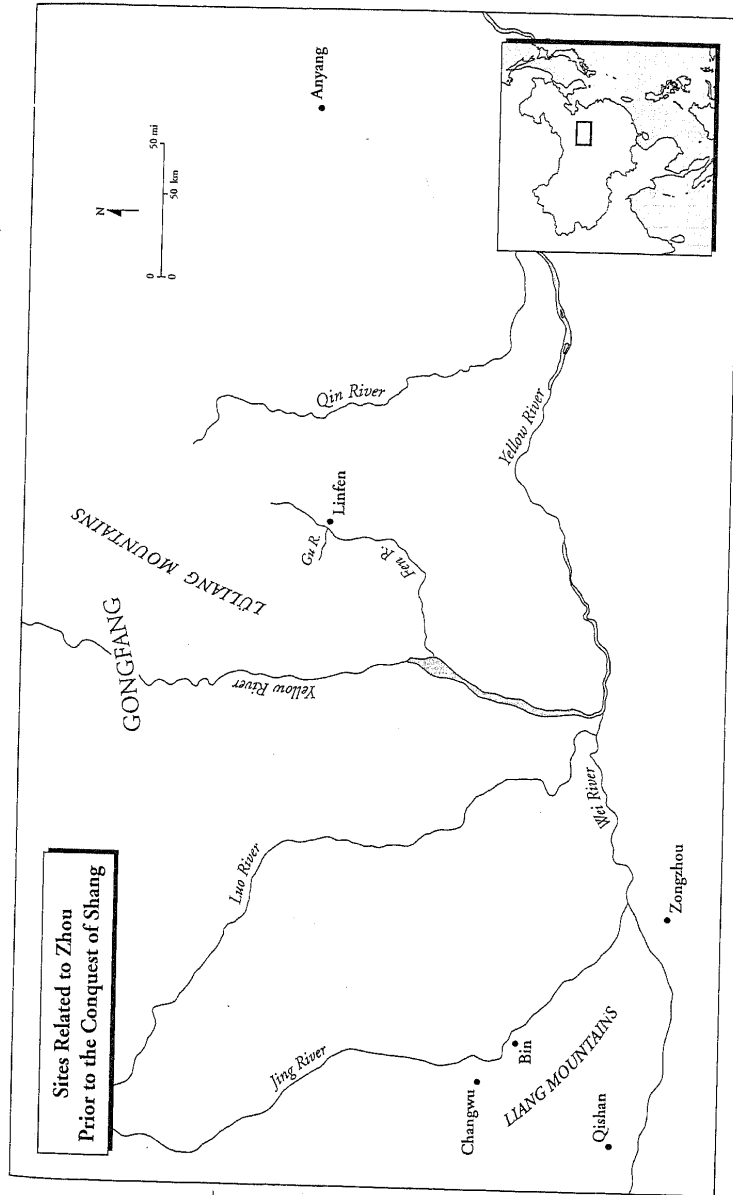 Sites Related to Zhou
Prior to the Conquest of Shang
N
0
50 mi
0
50 km
Anyang
GONGFANG
LÜLIANG MOUNTAINS
Qin River
Linfen
Gu R.
Fen R.
Yellow River
Yellow River
Luo River
Wei River
Jing River
Changwu
Bin
LIANG MOUNTAINS
Qishan
Zongzhou